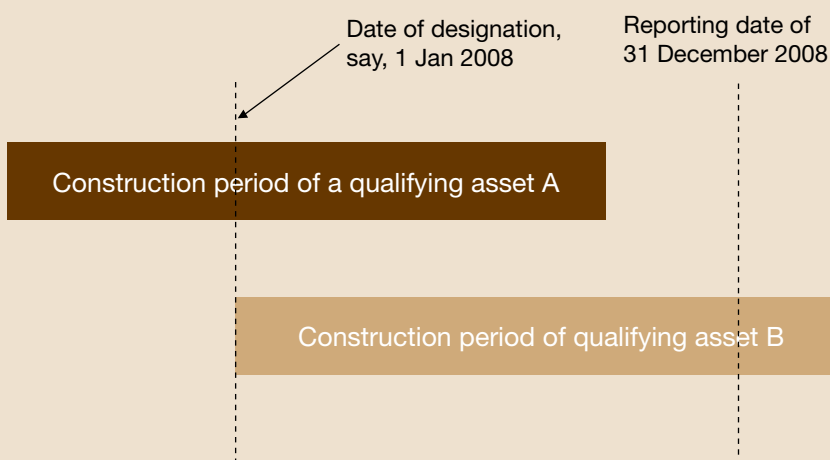 Date of designation,
say, 1 Jan 2008
Reporting date of
31 December 2008
Construction period of a qualifying asset A
Construction period of qualifying asset B